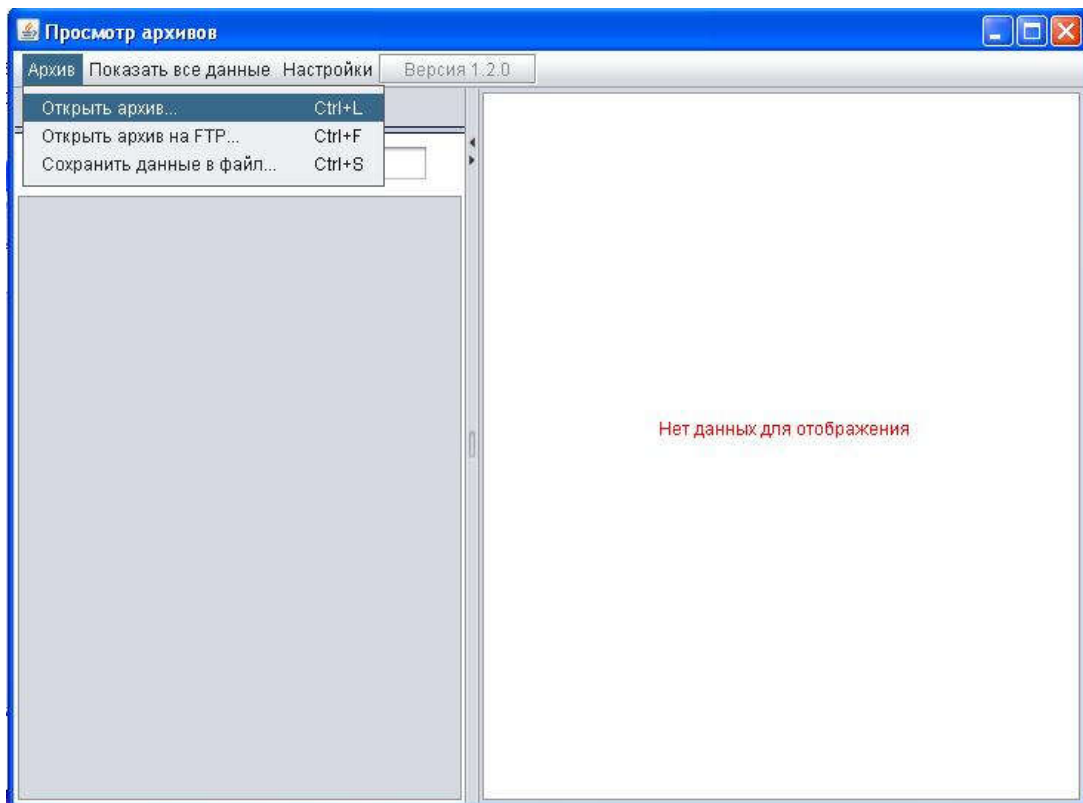 Просмотр архивов
Архив Показать все данные Настройки Версия 1.2.0
Открыть архив... Ctrl+L
Открыть архив на FTP... Ctrl+F
Сохранить данные в файл... Ctrl+S
Нет данных для отображения